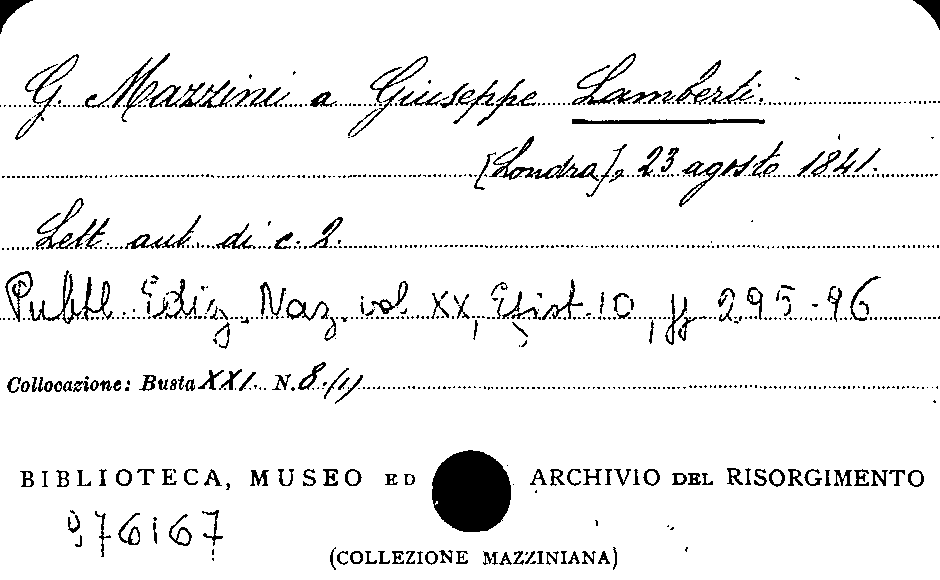 G. Mazzini a Giuseppe Lamberti.
[Londra], 23 agosto 1841.
Lett. aut. di c. 2.
Pubbl. Ediz. Naz. vol. XX, Epist. 10, pp 295-96
Collocazione: Busta XXI. N. 8. (1)
BIBLIOTECA, MUSEO ED ARCHIVIO DEL RISORGIMENTO
976167
(COLLEZIONE MAZZINIANA)